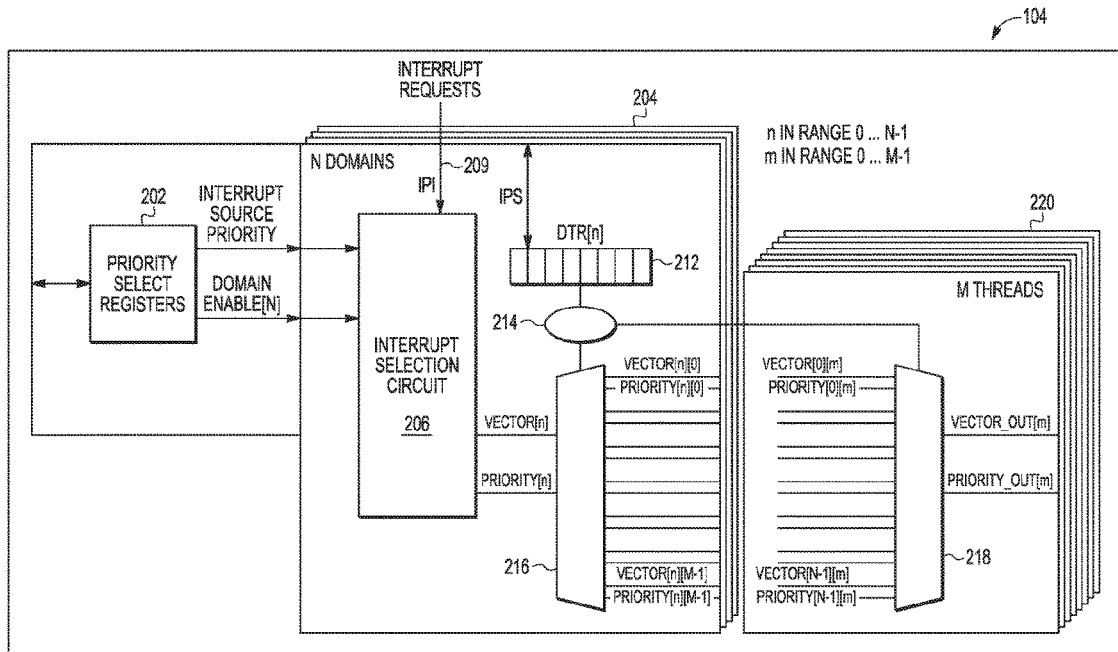 104
INTERRUPT
REQUESTS
204
n IN RANGE 0 ... N-1
m IN RANGE 0 ... M-1
N DOMAINS
209
IPI
IPS
202
INTERRUPT
SOURCE
PRIORITY
PRIORITY
SELECT
REGISTERS
DOMAIN
ENABLE[N]
DTR[n]
212
220
M THREADS
214
INTERRUPT
SELECTION
CIRCUIT
206
VECTOR[n]
PRIORITY[n]
216
VECTOR[n][0]
PRIORITY[n][0]
VECTOR[n][M-1]
PRIORITY[n][M-1]
VECTOR[0][m]
PRIORITY[0][m]
VECTOR[N-1][m]
PRIORITY[N-1][m]
VECTOR_OUT[m]
PRIORITY_OUT[m]
218